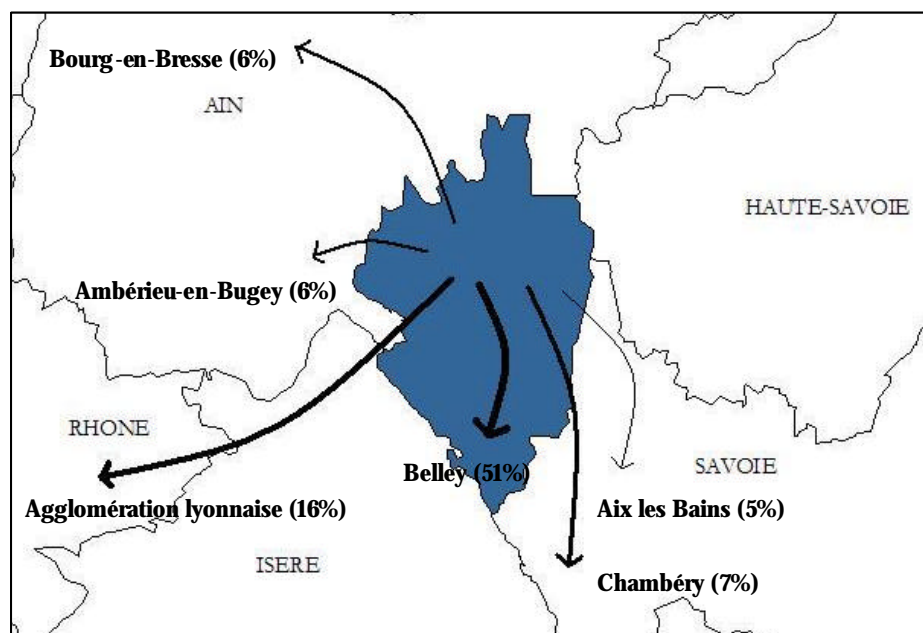 Bourg-en-Bresse (6%)
AIN
HAUTE-SAVOIE
Ambérieu-en-Bugey (6%)
RHONE
Belley (51%)
SAVOIE
Agglomération lyonnaise (16%)
Aix les Bains (5%)
ISERE
Chambéry (7%)